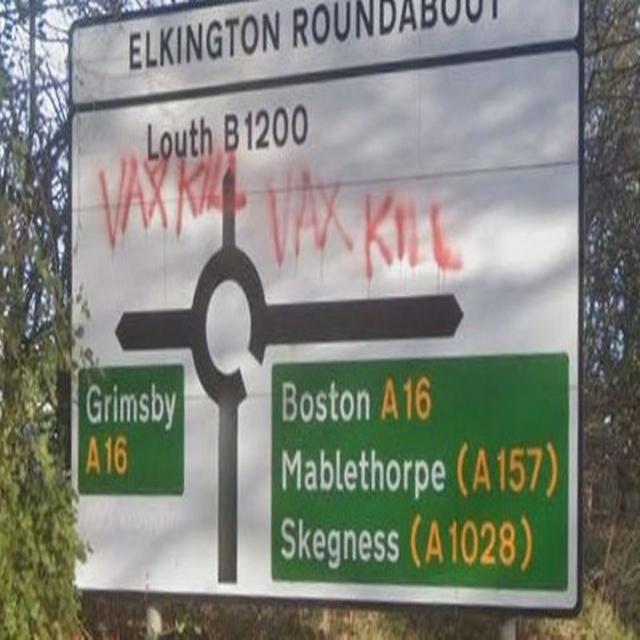 ELKINGTON ROUNDABOUT
Louth B1200
VAX KILL VAX KILL
Grimsby
A16
Boston A16
Mablethorpe (A157)
Skegness (A1028)